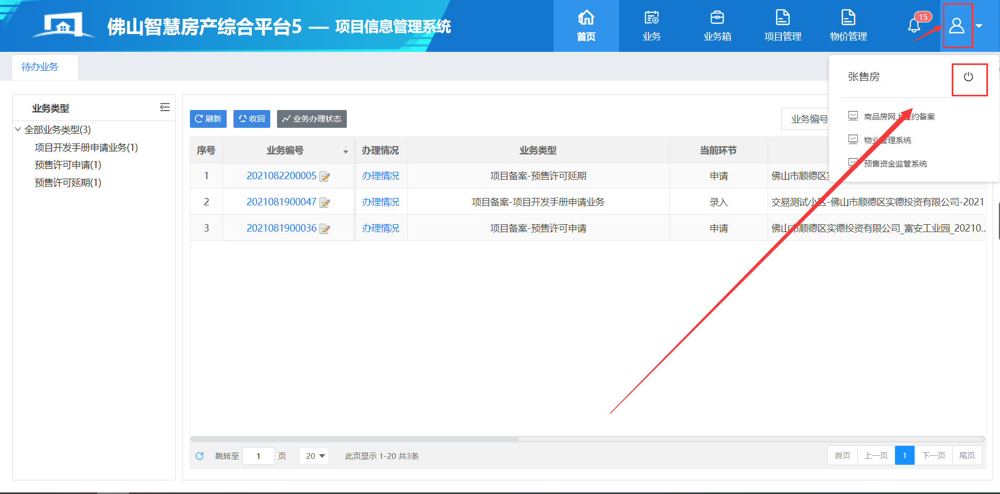 佛山智慧房产综合平台5 — 项目信息管理系统
首页
业务
业务箱
项目管理
物价管理
15
待办业务
张售房
商品房网上签约备案
物业管理系统
预售资金监管系统
业务类型
全部业务类型(3)
项目开发手册申请业务(1)
预售许可申请(1)
预售许可延期(1)
刷新
收回
业务办理状态
业务编号
序号 业务编号 办理情况 业务类型 当前环节
1 2021082200005 办理情况 项目备案-预售许可延期 申请 佛山市顺德区
2 2021081900047 办理情况 项目备案-项目开发手册申请业务 录入 交易测试小区-佛山市顺德区实德投资有限公司-2021
3 2021081900036 办理情况 项目备案-预售许可申请 申请 佛山市顺德区实德投资有限公司_富安工业园_20210..
跳转至 1 页 20 此页显示 1-20 共3条
首页 上一页 1 下一页 尾页